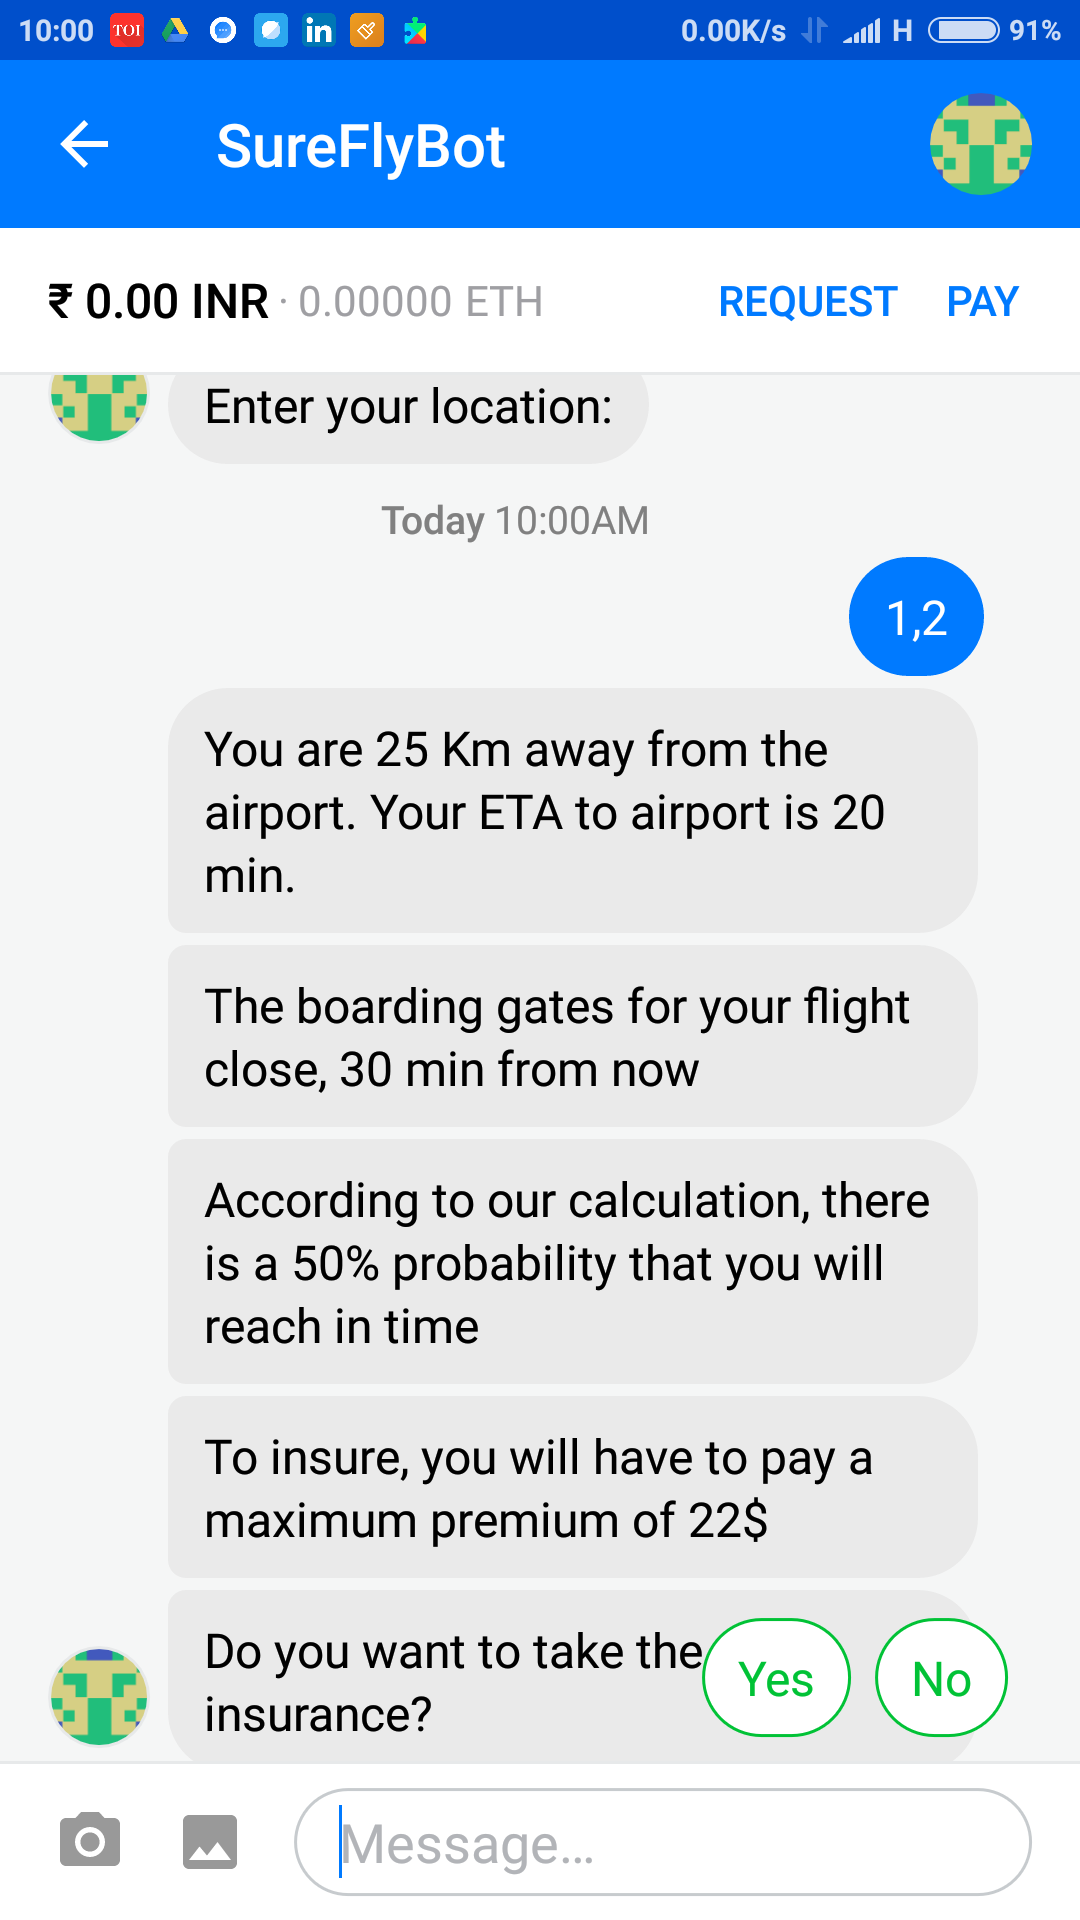 10:00 TOI in 0.00K/s H 91%
SureFlyBot
₹ 0.00 INR · 0.00000 ETH REQUEST PAY
Enter your location:
Today 10:00AM
1,2
You are 25 Km away from the
airport. Your ETA to airport is 20
min.
The boarding gates for your flight
close, 30 min from now
According to our calculation, there
is a 50% probability that you will
reach in time
To insure, you will have to pay a
maximum premium of 22$
Do you want to take the
insurance?
Yes No
Message...